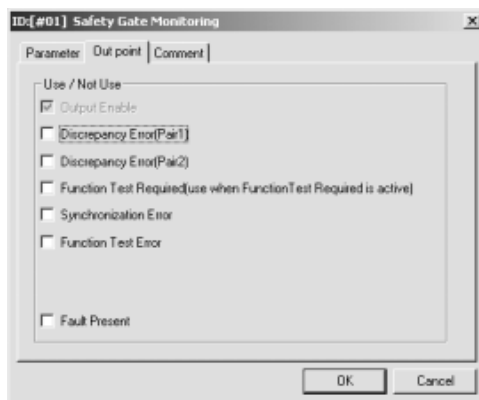 ID:[#01] Safety Gate Monitoring
Parameter Out point Comment
Use / Not Use
Output Enable
Discrepancy Error(Pair1)
Discrepancy Error(Pair2)
Function Test Required(use when FunctionTest Required is active)
Synchronization Error
Function Test Error
Fault Present
OK Cancel